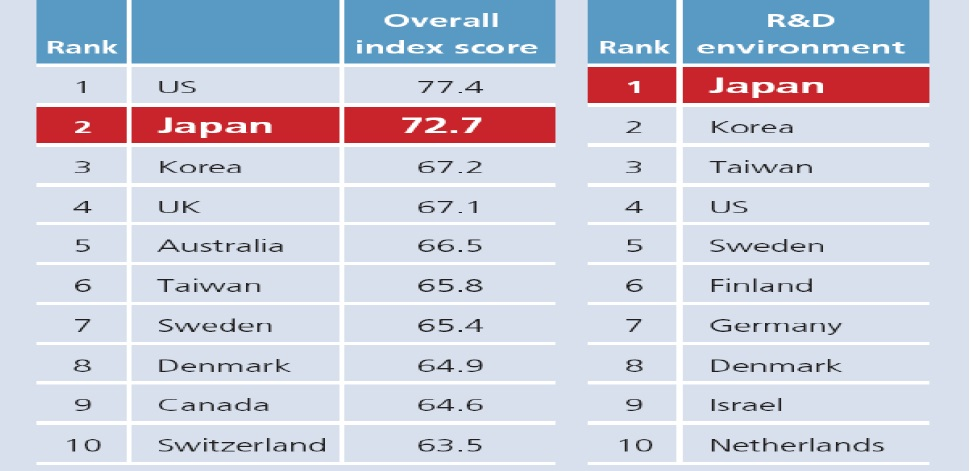 Rank Overall index score
1 US 77.4
2 Japan 72.7
3 Korea 67.2
4 UK 67.1
5 Australia 66.5
6 Taiwan 65.8
7 Sweden 65.4
8 Denmark 64.9
9 Canada 64.6
10 Switzerland 63.5
Rank R&D environment
1 Japan
2 Korea
3 Taiwan
4 US
5 Sweden
6 Finland
7 Germany
8 Denmark
9 Israel
10 Netherlands